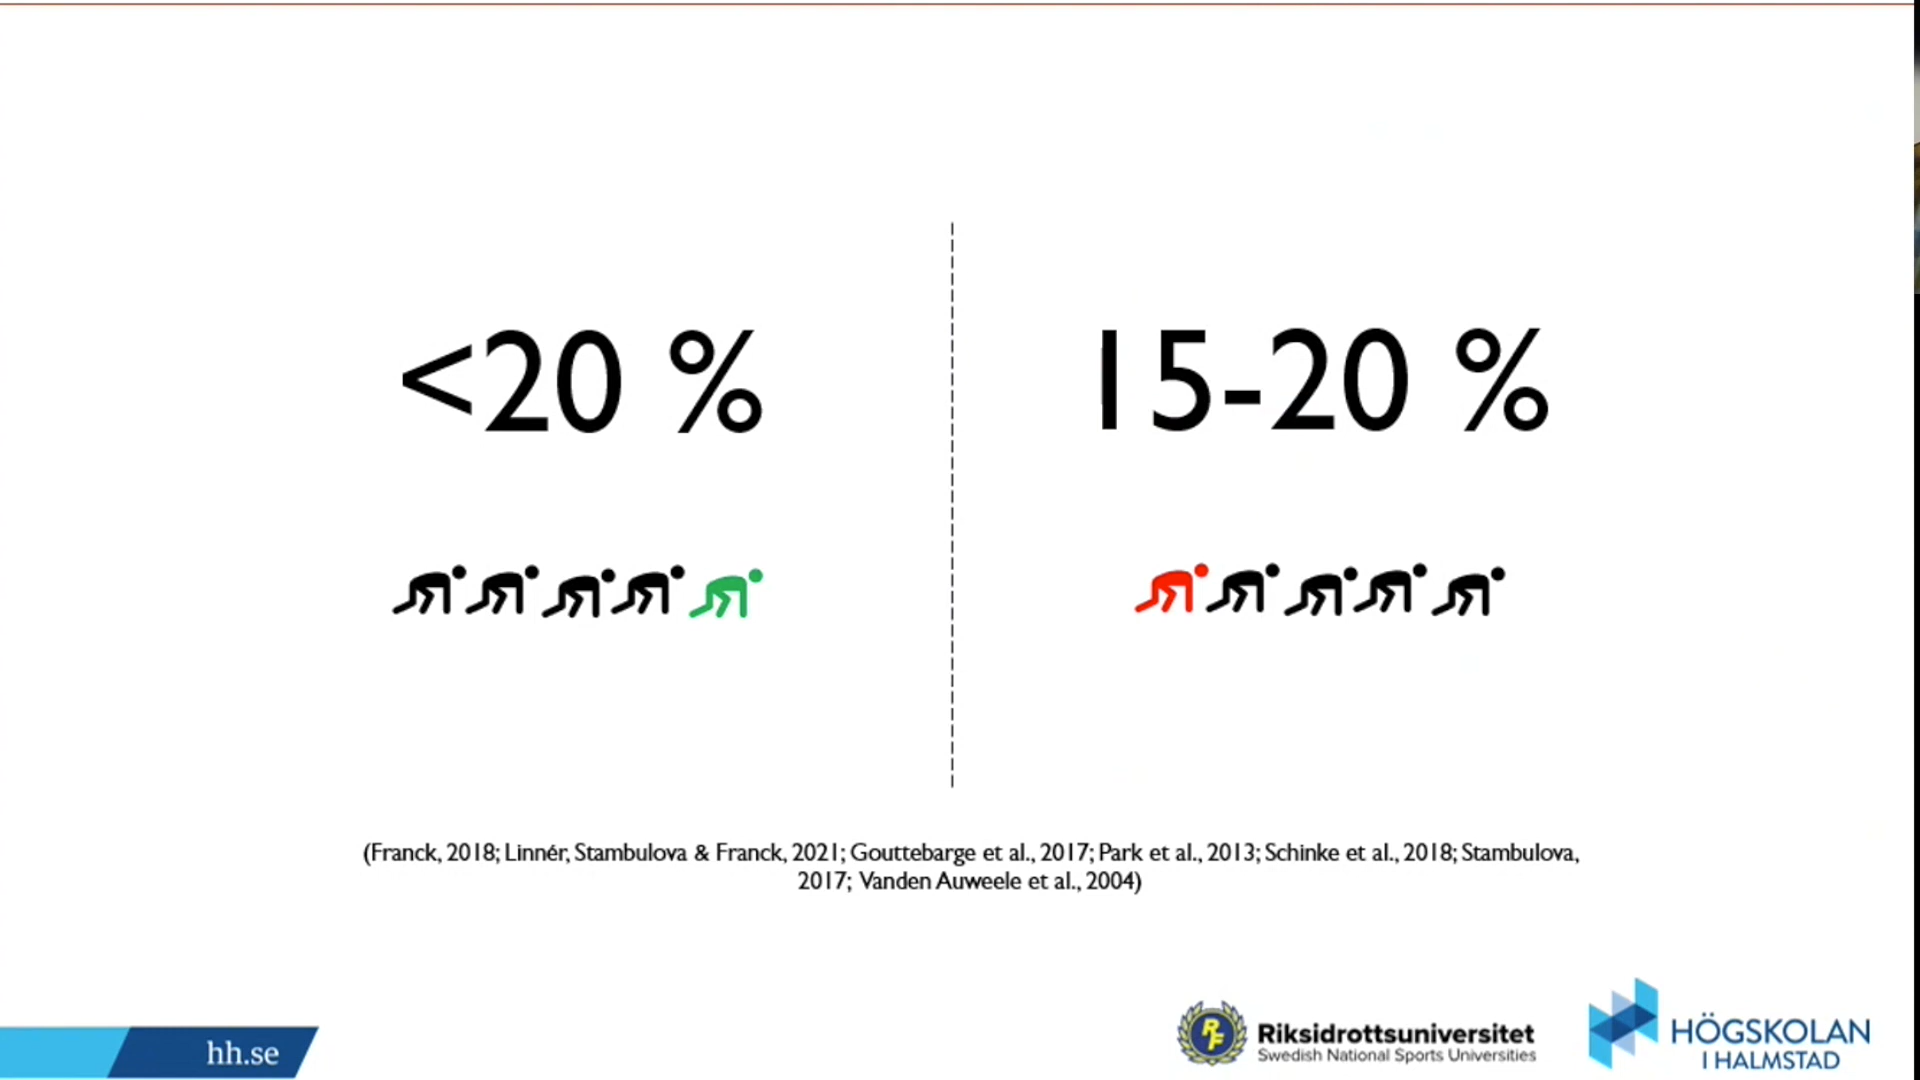 <20 %
15-20 %
(Franck, 2018; Linnér, Stambulova & Franck, 2021; Gouttebarge et al., 2017; Park et al., 2013; Schinke et al., 2018; Stambulova,
2017; Vanden Auweele et al., 2004)
hh.se
RF
Riksidrottsuniversitet
Swedish National Sports Universities
HÖGSKOLAN
I HALMSTAD